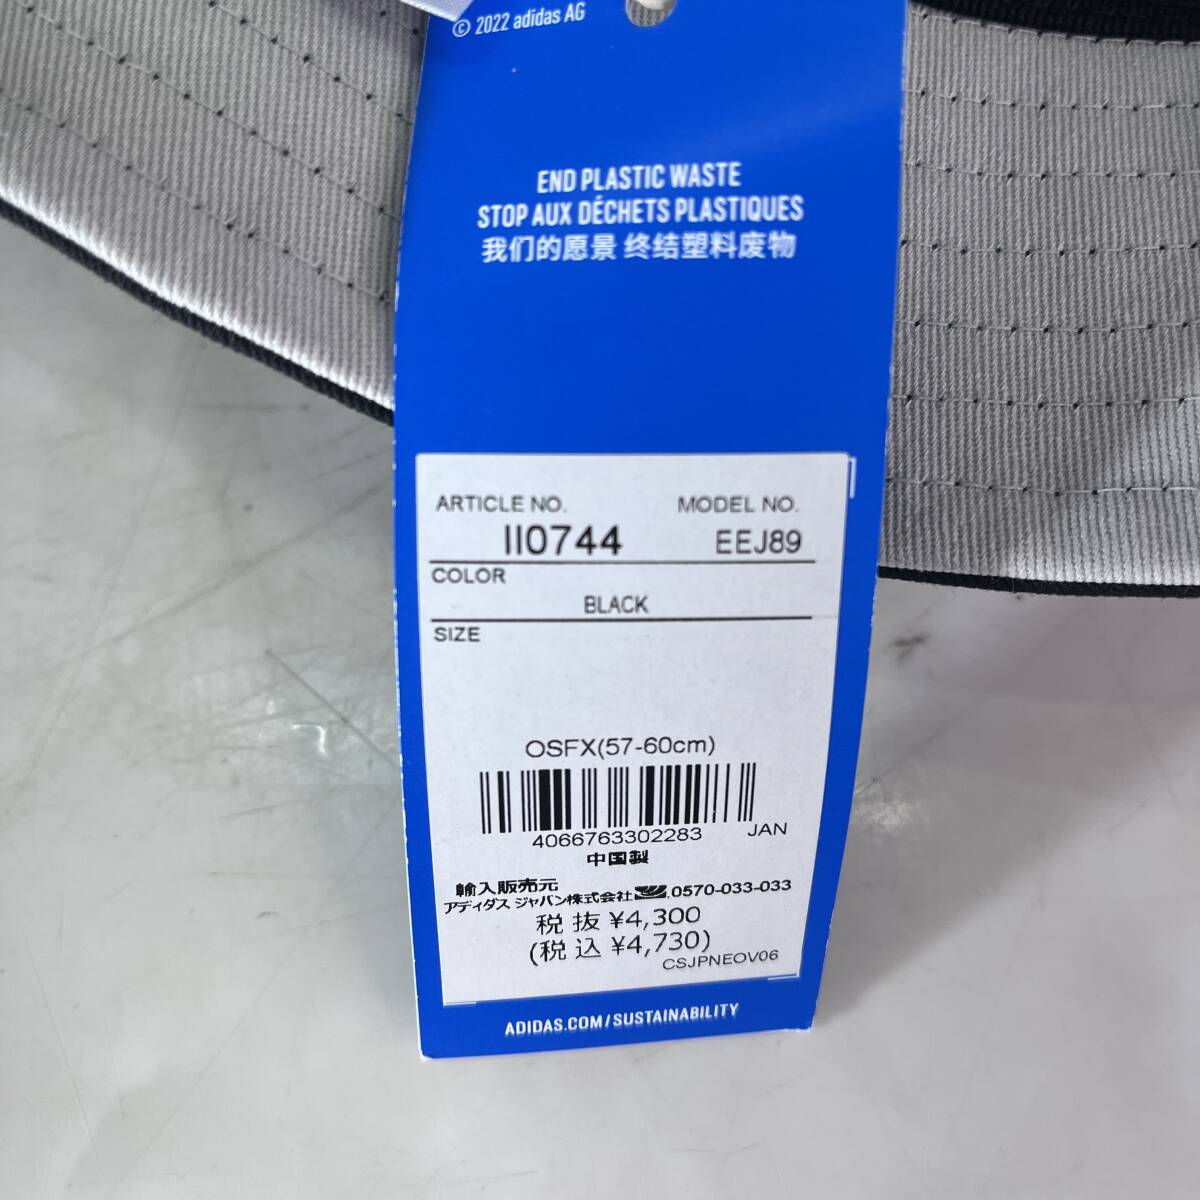 © 2022 adidas AG
END PLASTIC WASTE
STOP AUX DÉCHETS PLASTIQUES
我们的愿景 终结塑料废物
ARTICLE NO. MODEL NO.
II0744 EEJ89
COLOR
BLACK
SIZE
OSFX(57-60cm)
4066763302283 JAN
中国製
輸入販売元
アディダス ジャパン株式会社 0570-033-033
税抜 ¥4,300
(税込 ¥4,730)
CSJPNEOV06
ADIDAS.COM/SUSTAINABILITY